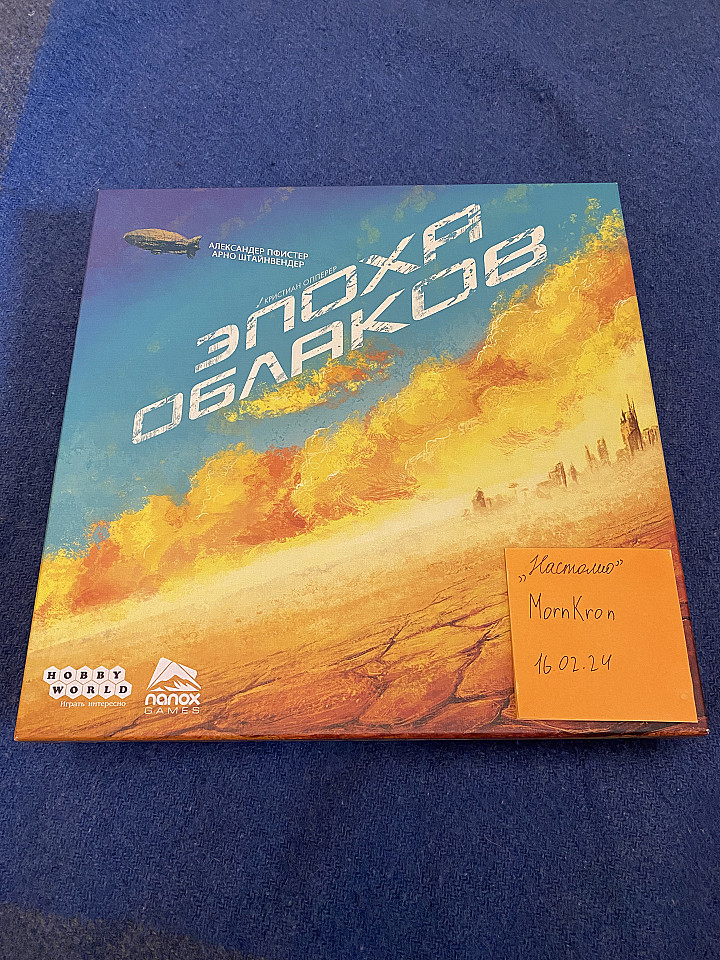 АЛЕКСАНДЕР ПФИСТЕР
АРНО ШТАЙНВЕНДЕР
КРИСТИАН ОППЕРЕР
ЭПОХА
ОБЛАКОВ
HOBBY
WORLD
Играть интересно
nanox
GAMES
„Настолио”
MornKron
16.02.24